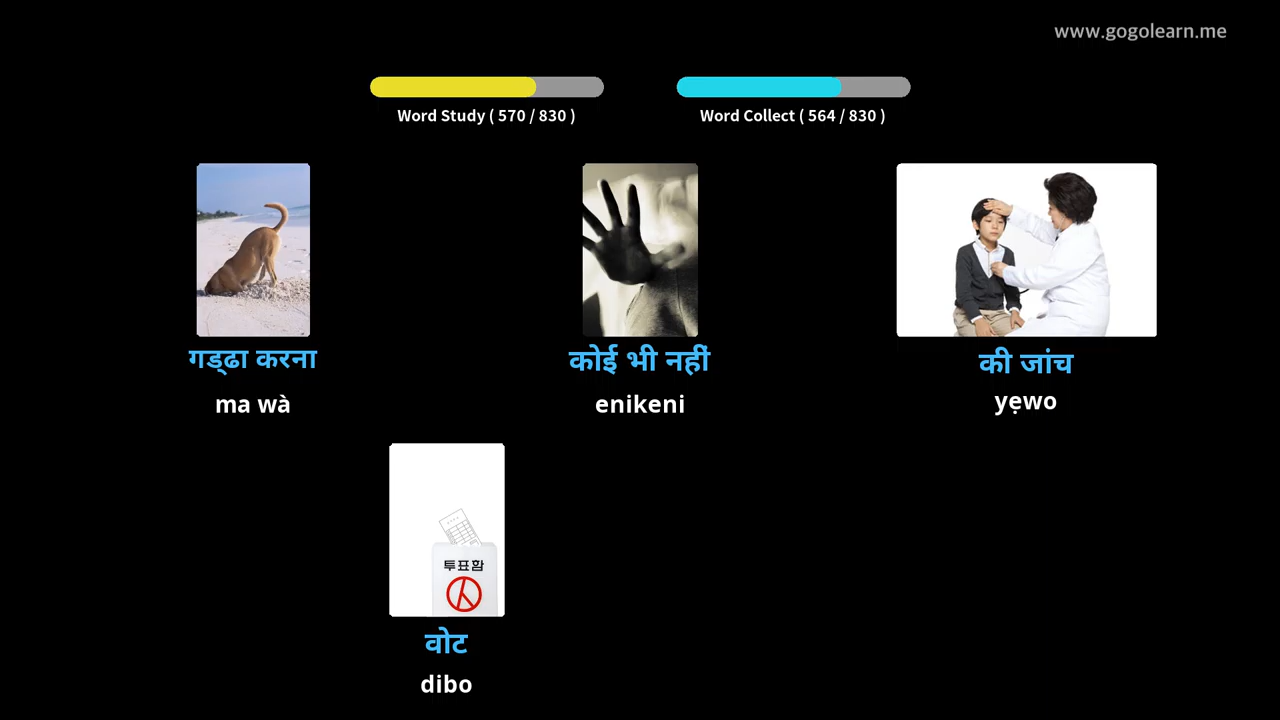 www.gogolearn.me
Word Study ( 570 / 830 )
Word Collect ( 564 / 830 )
गड्ढा करना
कोई भी नहीं
की जांच
ma wà
enikeni
yẹwo
투표함
वोट
dibo